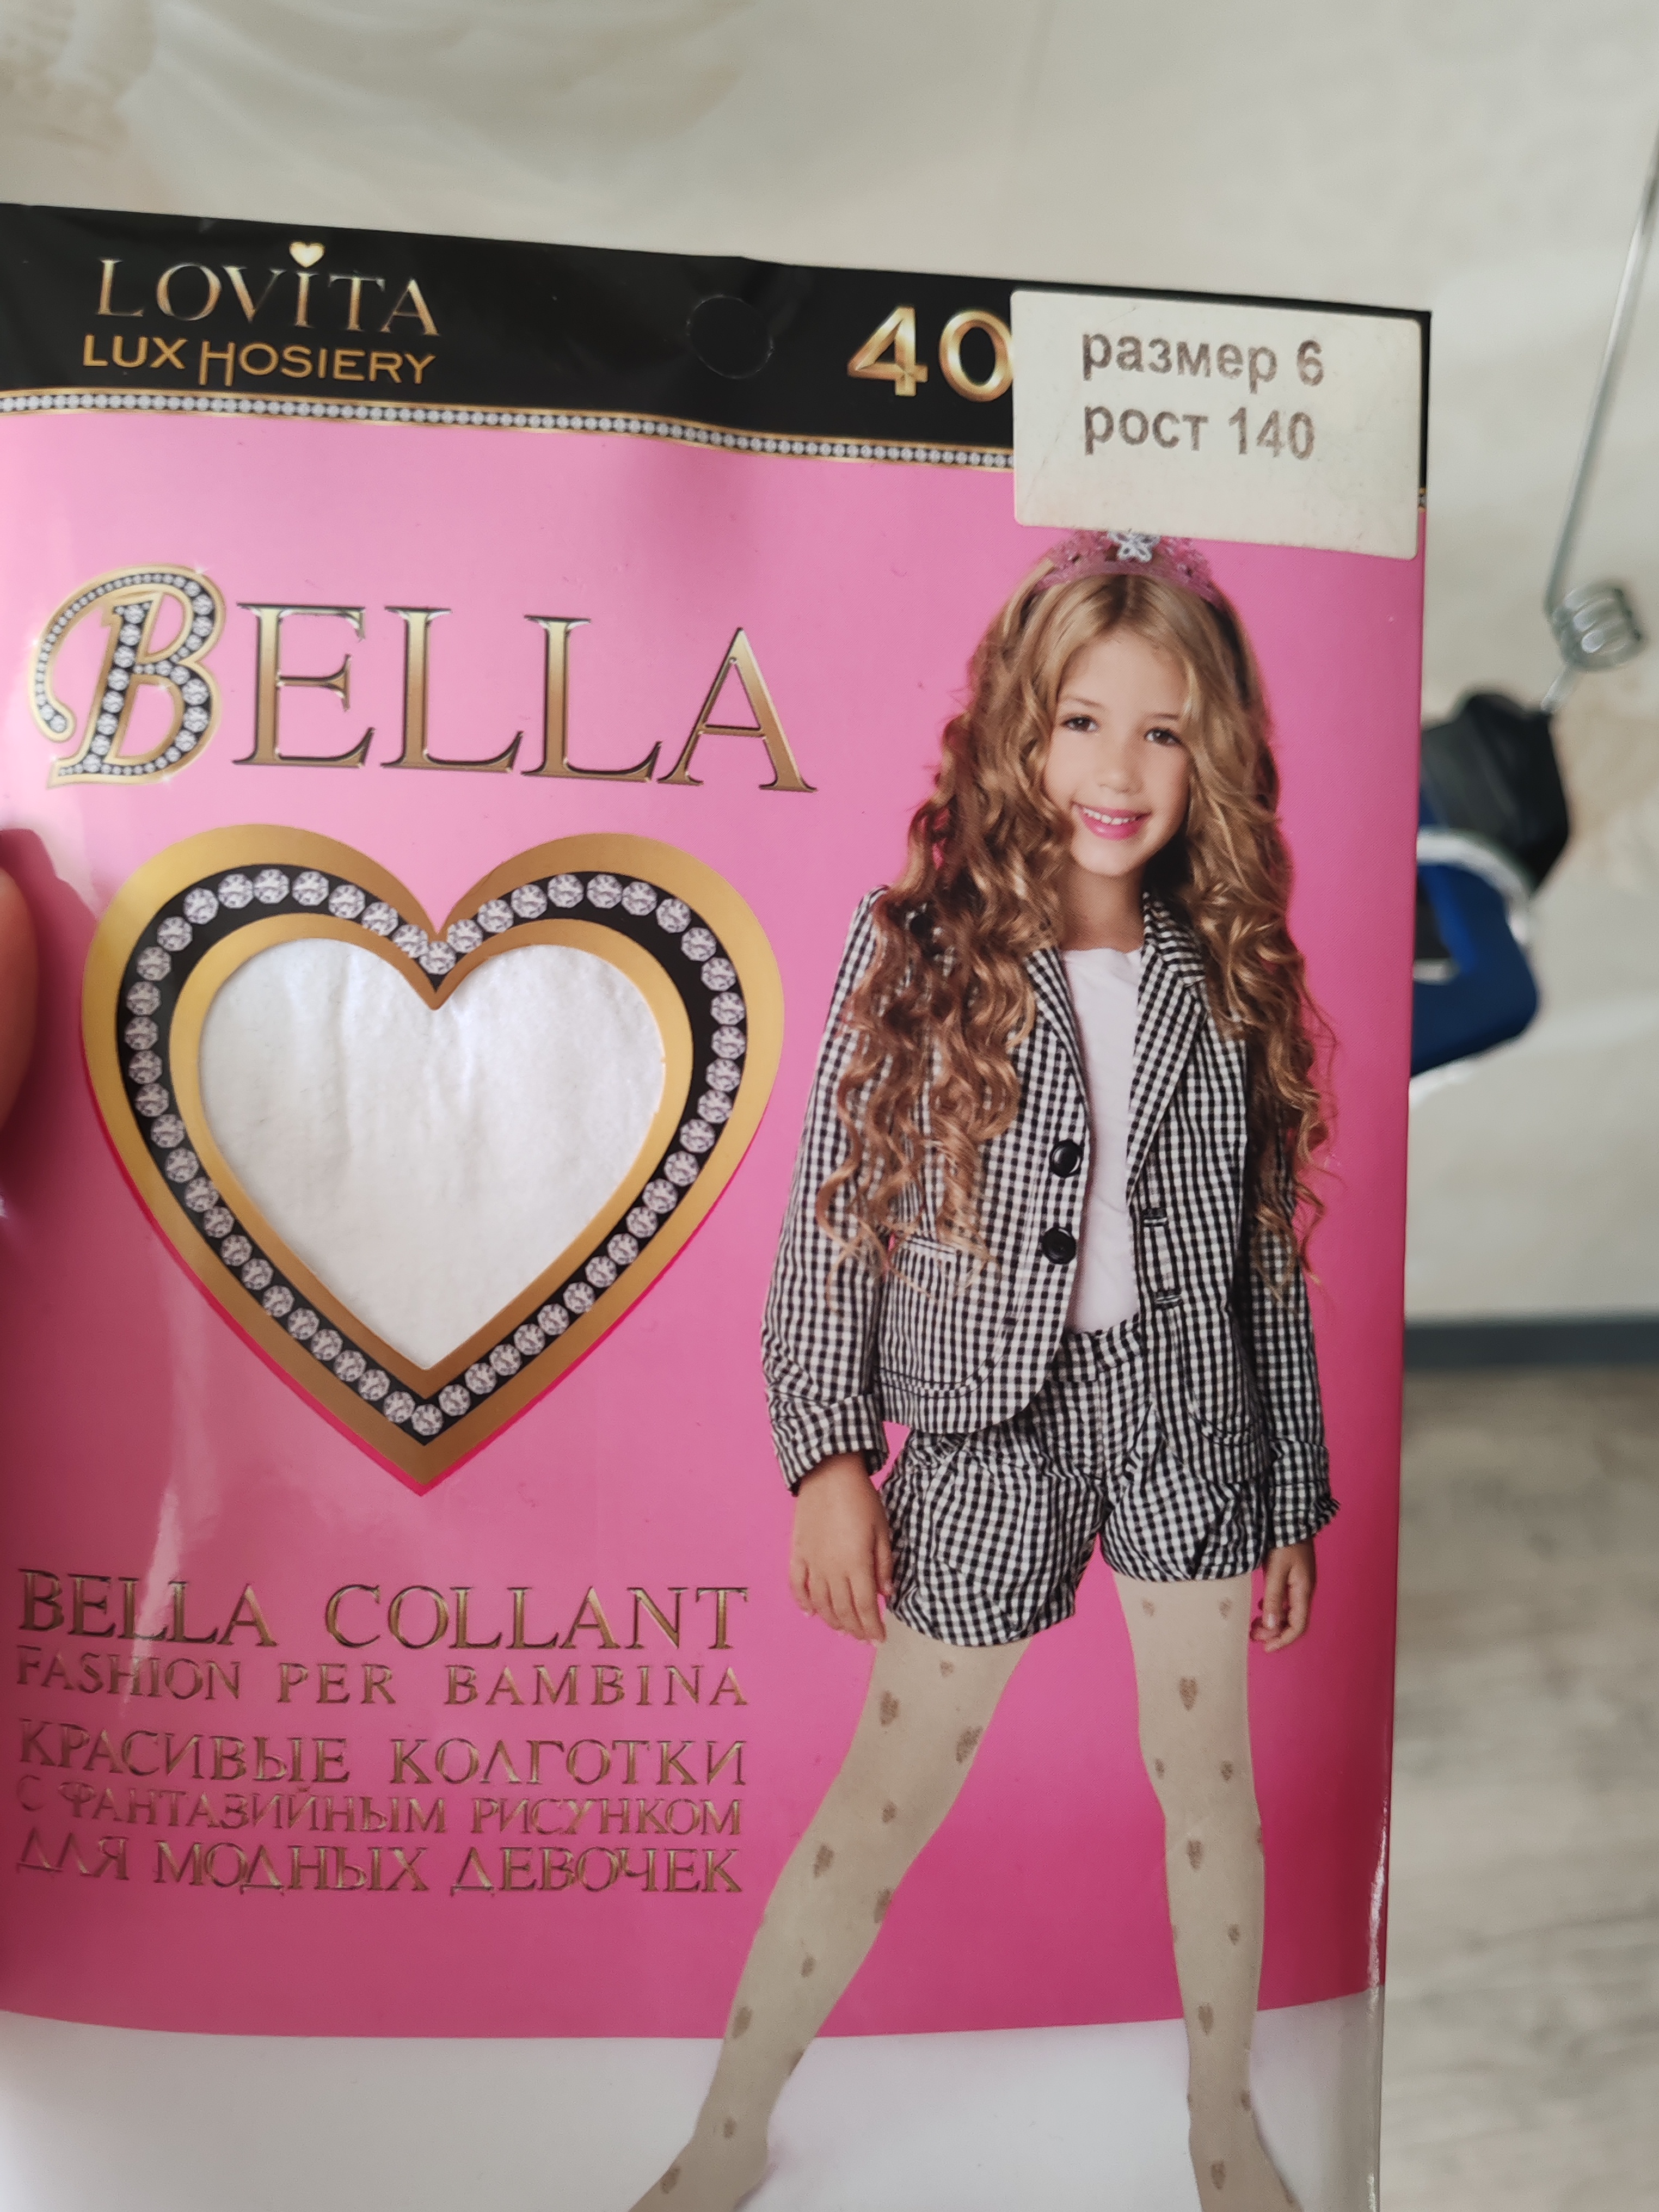 LOVITA
LUX HOSIERY
40
размер 6
рост 140
BELLA
BELLA COLLANT
FASHION PER BAMBINA
КРАСИВЫЕ КОЛГОТКИ
С ФАНТАЗИЙНЫМ РИСУНКОМ
ДЛЯ МОДНЫХ ДЕВОЧЕК